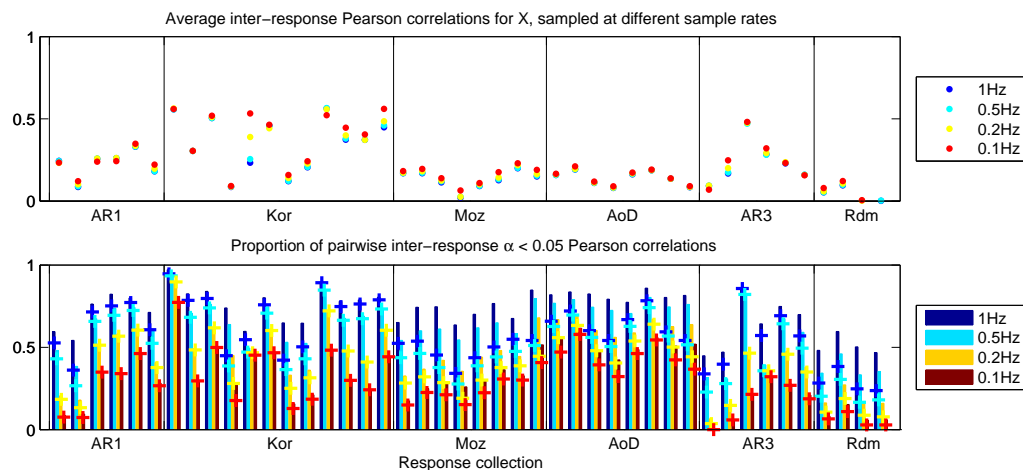 Average inter-response Pearson correlations for X, sampled at different sample rates
1
0.5
0
AR1 Kor Moz AoD AR3 Rdm
1Hz
0.5Hz
0.2Hz
0.1Hz
Proportion of pairwise inter-response α < 0.05 Pearson correlations
1
0.5
0
AR1 Kor Moz AoD AR3 Rdm
Response collection
1Hz
0.5Hz
0.2Hz
0.1Hz